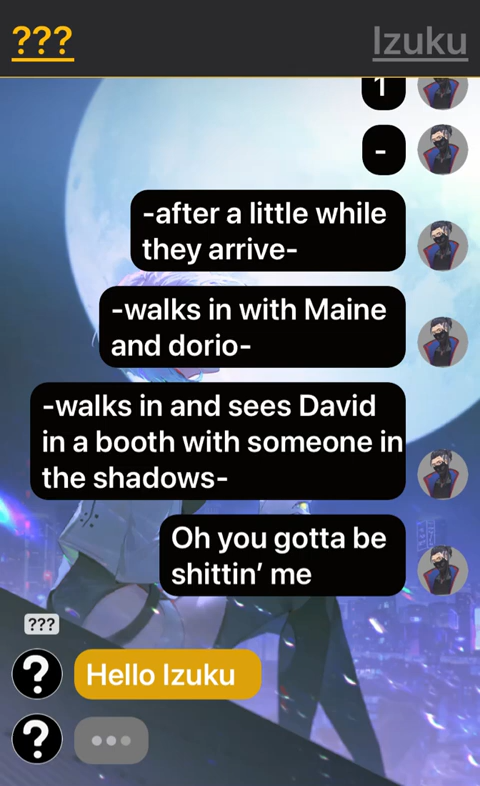 ???
Izuku
1
-
-after a little while
they arrive-
-walks in with Maine
and dorio-
-walks in and sees David
in a booth with someone in
the shadows-
Oh you gotta be
shittin’ me
???
?
Hello Izuku
?